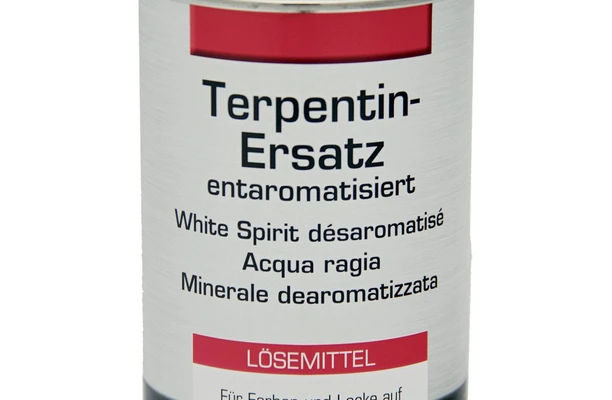 Terpentin-
Ersatz
entaromatisiert
White Spirit désaromatisé
Acqua ragia
Minerale dearomatizzata
LÖSEMITTEL
Für Farben und Lacke auf